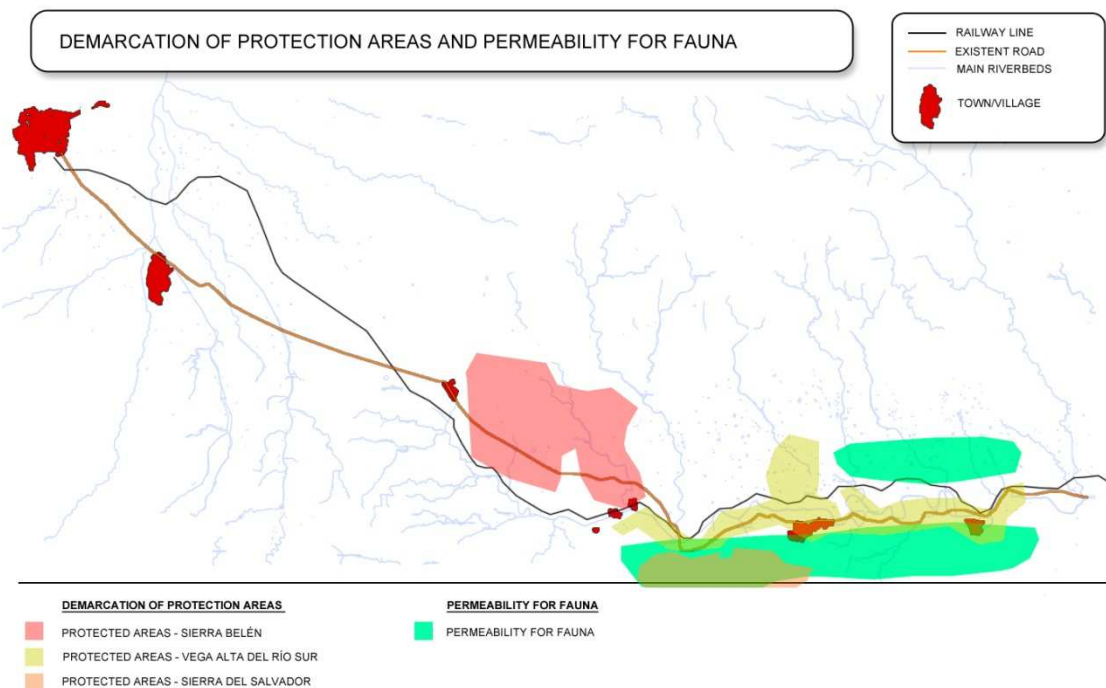 DEMARCATION OF PROTECTION AREAS AND PERMEABILITY FOR FAUNA
RAILWAY LINE
EXISTENT ROAD
MAIN RIVERBEDS
TOWN/VILLAGE
DEMARCATION OF PROTECTION AREAS
PROTECTED AREAS - SIERRA BELÉN
PROTECTED AREAS - VEGA ALTA DEL RÍO SUR
PROTECTED AREAS - SIERRA DEL SALVADOR
PERMEABILITY FOR FAUNA
PERMEABILITY FOR FAUNA